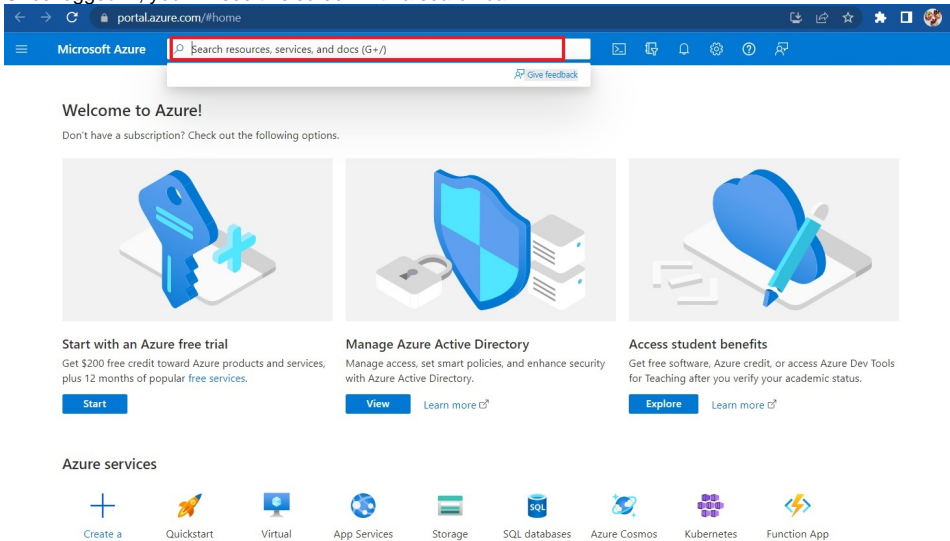 portal.azure.com/#home
Microsoft Azure
Search resources, services, and docs (G+/)
Give feedback
Welcome to Azure!
Don't have a subscription? Check out the following options.
Start with an Azure free trial
Get $200 free credit toward Azure products and services,
plus 12 months of popular free services.
Start
Manage Azure Active Directory
Manage access, set smart policies, and enhance security
with Azure Active Directory.
View Learn more
Access student benefits
Get free software, Azure credit, or access Azure Dev Tools
for Teaching after you verify your academic status.
Explore Learn more
Azure services
SQL
Create a Quickstart Virtual App Services Storage SQL databases Azure Cosmos Kubernetes Function App